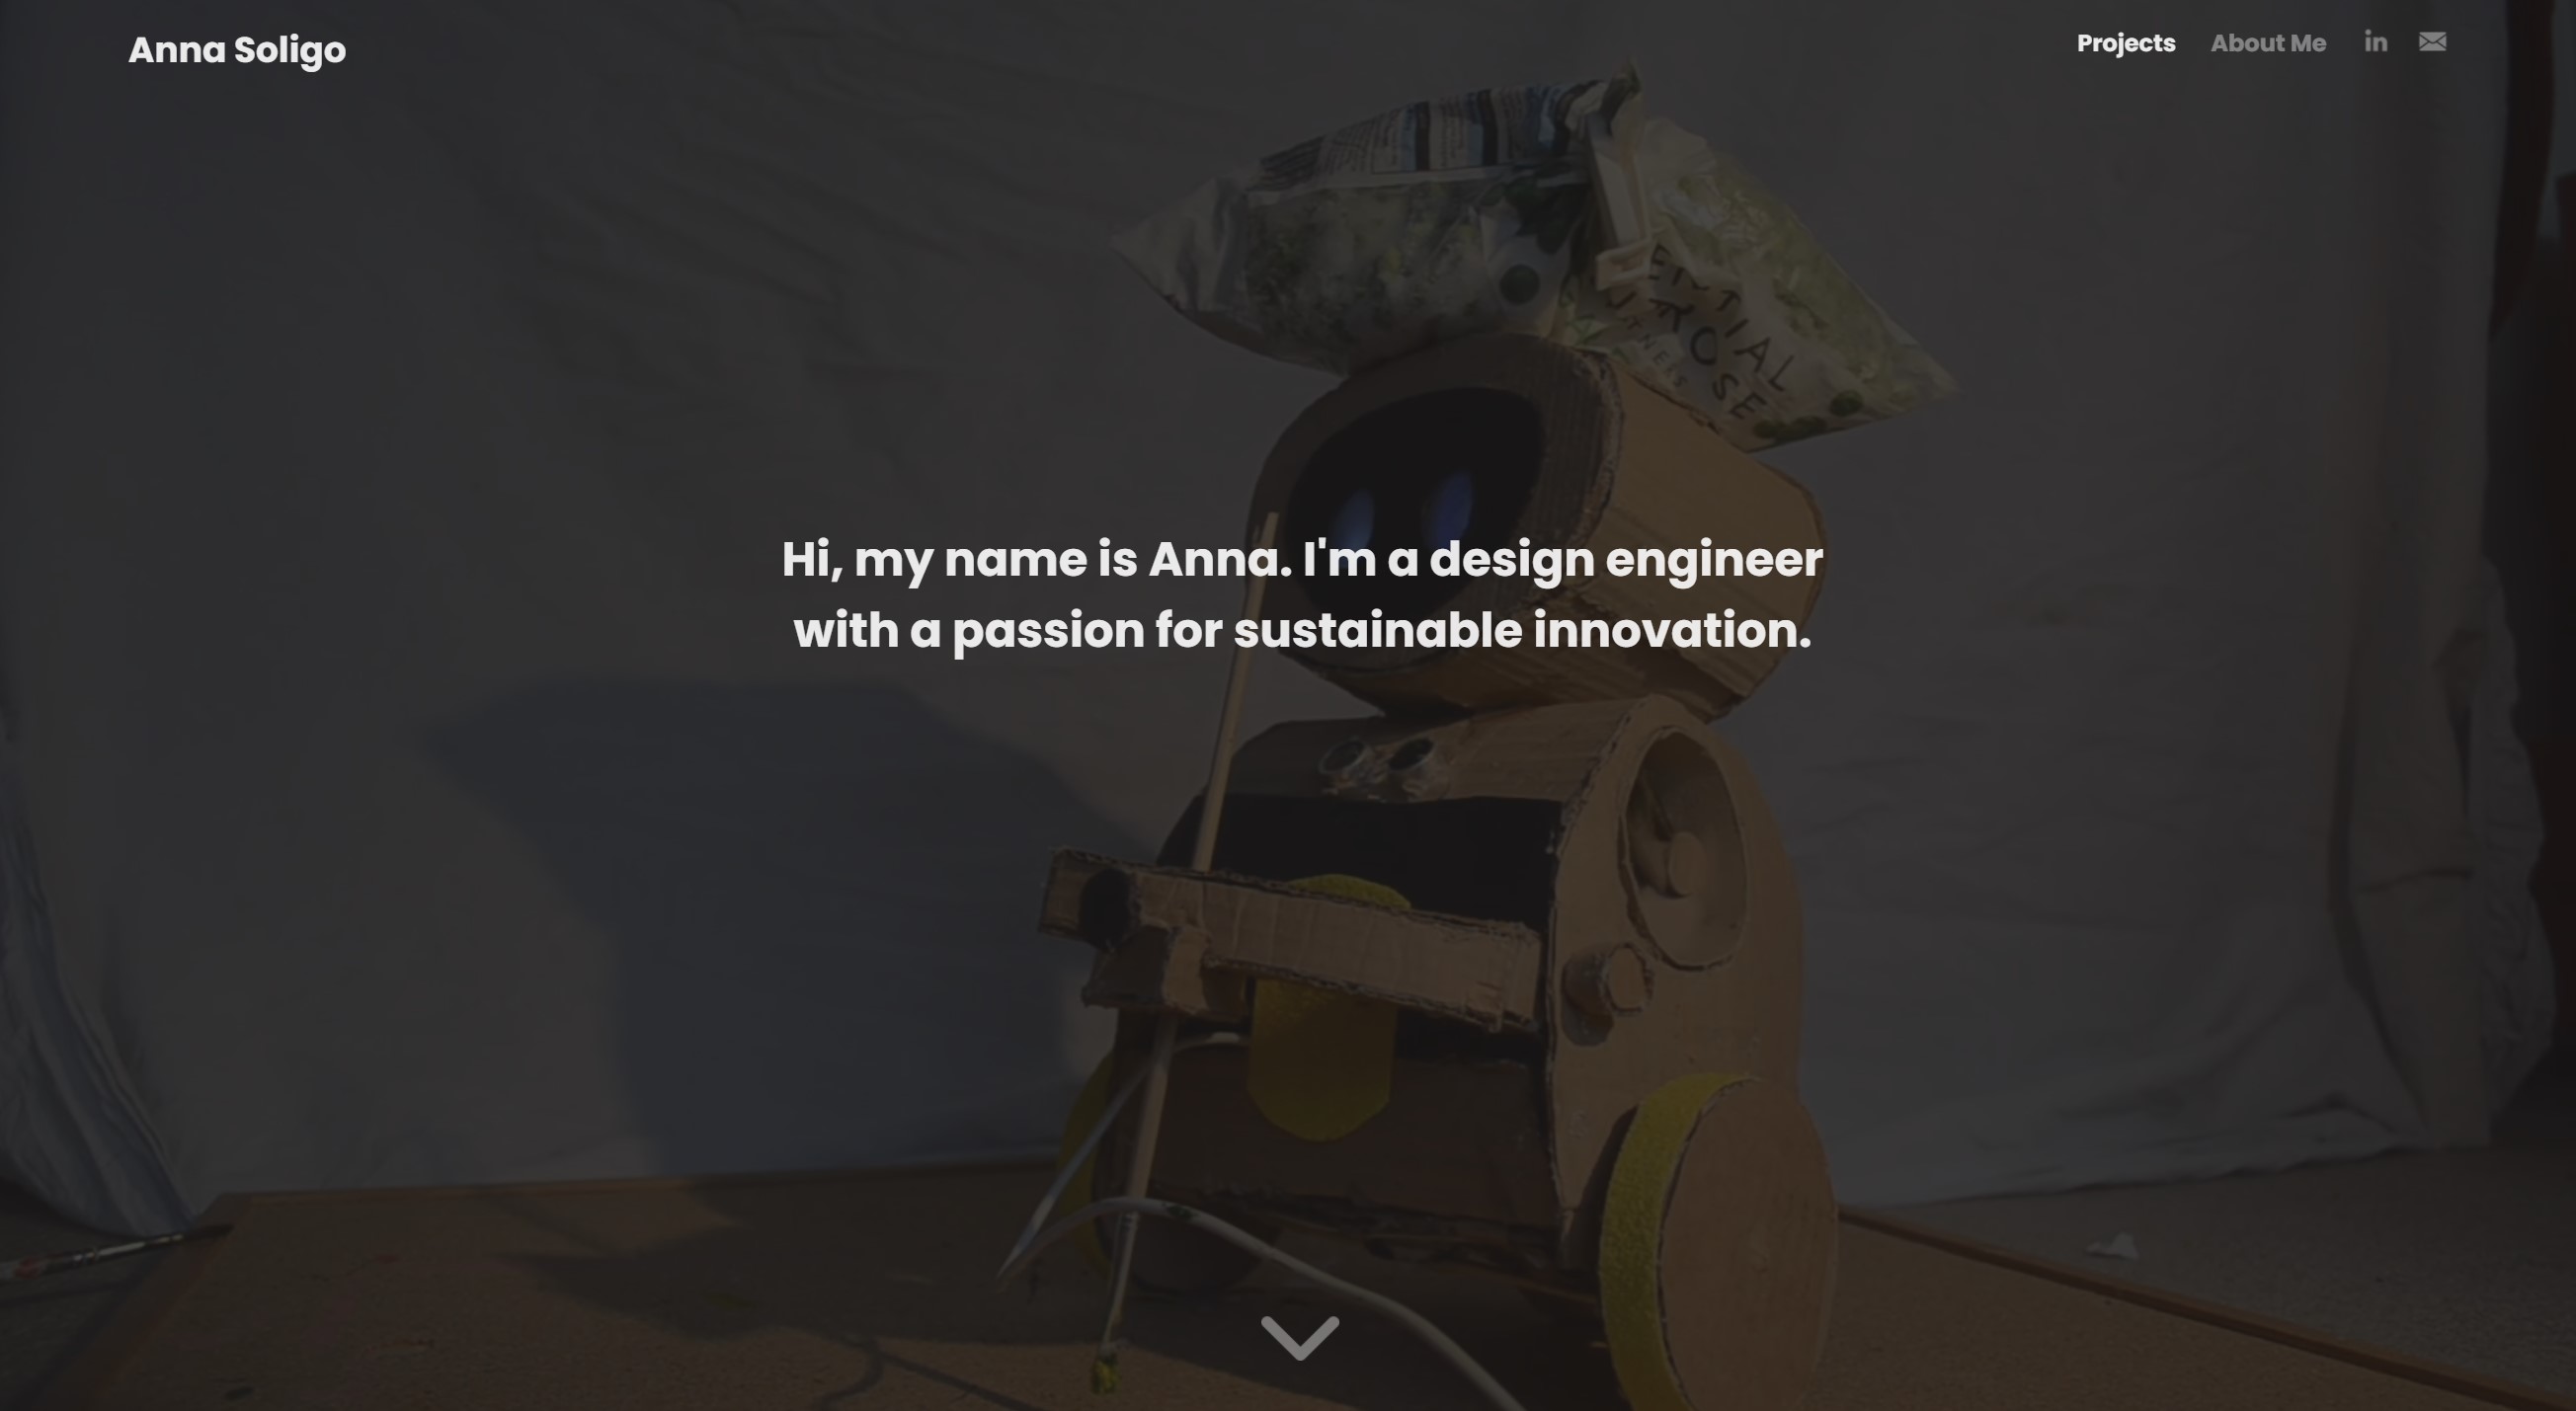 Anna Soligo
Projects About Me in
Hi, my name is Anna. I'm a design engineer
with a passion for sustainable innovation.